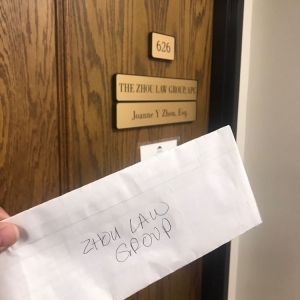 626
THE ZHOU LAW GROUP, APC
Joanne Y Zhou, Esq
ZHOU LAW
GROUP